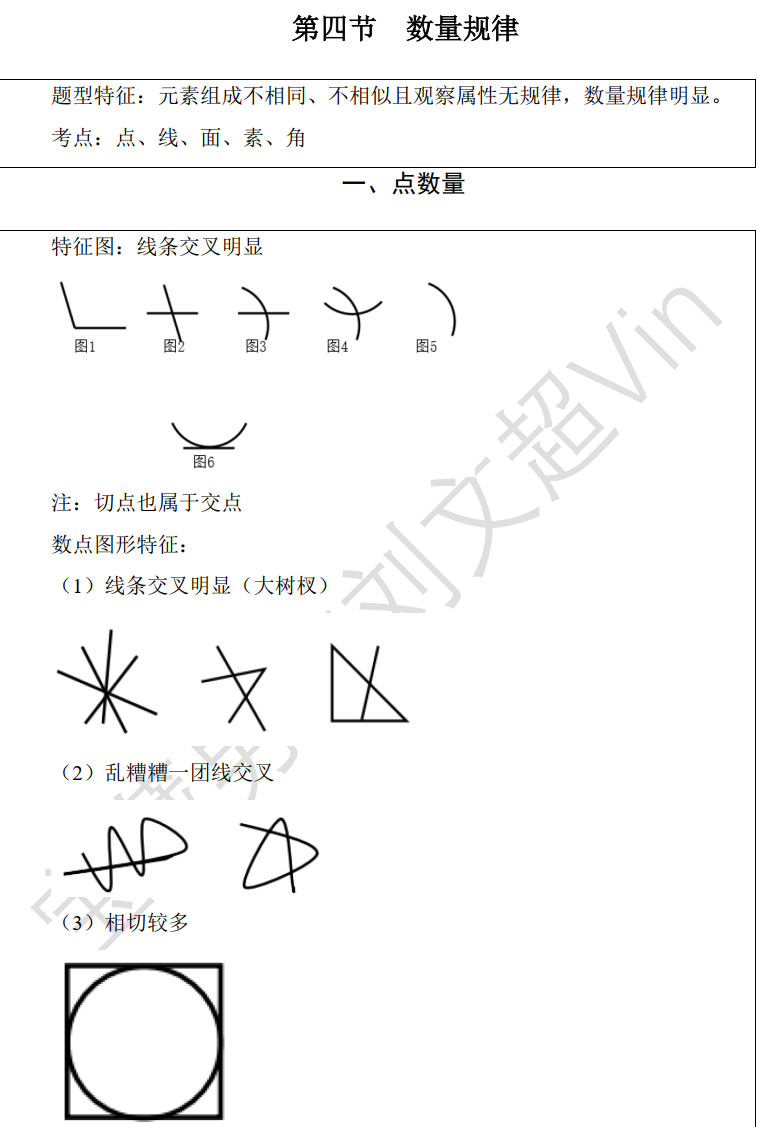 第四节 数量规律
题型特征：元素组成不相同、不相似且观察属性无规律，数量规律明显。
考点：点、线、面、素、角
一、点数量
特征图：线条交叉明显
图1 图2 图3 图4 图5
图6
注：切点也属于交点
数点图形特征：
（1）线条交叉明显（大树杈）
（2）乱糟糟一团线交叉
（3）相切较多
刘文超Vin